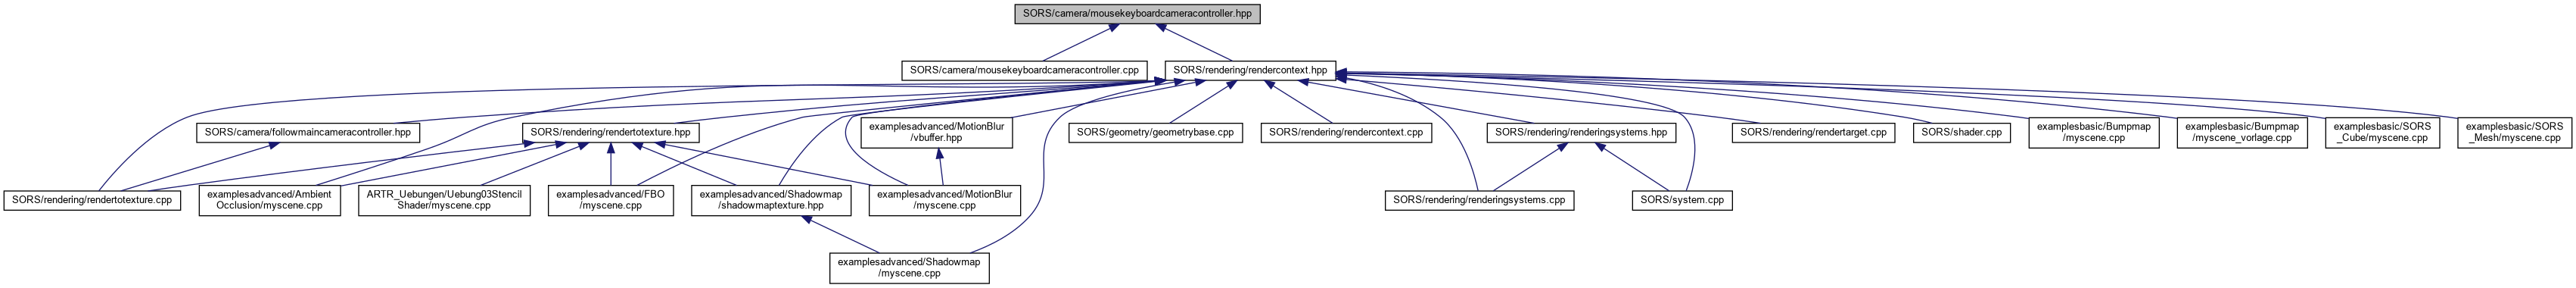 SORS/camera/mousekeyboardcameracontroller.hpp
SORS/camera/mousekeyboardcameracontroller.cpp
SORS/rendering/rendercontext.hpp
SORS/camera/followmaincameracontroller.hpp
SORS/rendering/rendertotexture.hpp
examplesadvanced/MotionBlur
/vbuffer.hpp
SORS/geometry/geometrybase.cpp
SORS/rendering/rendercontext.cpp
SORS/rendering/renderingsystems.hpp
SORS/rendering/rendertarget.cpp
SORS/shader.cpp
examplesbasic/Bumpmap
/myscene.cpp
examplesbasic/Bumpmap
/myscene_vorlage.cpp
examplesbasic/SORS
_Cube/myscene.cpp
examplesbasic/SORS
_Mesh/myscene.cpp
SORS/rendering/rendertotexture.cpp
examplesadvanced/Ambient
Occlusion/myscene.cpp
ARTR_Uebungen/Uebung03Stencil
Shader/myscene.cpp
examplesadvanced/FBO
/myscene.cpp
examplesadvanced/Shadowmap
/shadowmaptexture.hpp
examplesadvanced/MotionBlur
/myscene.cpp
SORS/rendering/renderingsystems.cpp
SORS/system.cpp
examplesadvanced/Shadowmap
/myscene.cpp